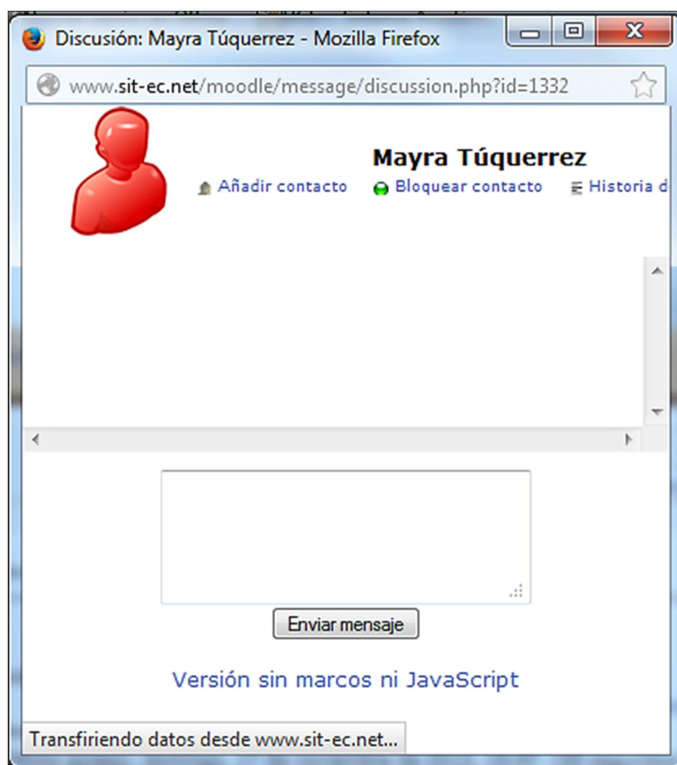 Discusión: Mayra Túquerrez - Mozilla Firefox
www.sit-ec.net/moodle/message/discussion.php?id=1332
Mayra Túquerrez
Añadir contacto Bloquear contacto Historia d
Enviar mensaje
Versión sin marcos ni JavaScript
Transfiriendo datos desde www.sit-ec.net...